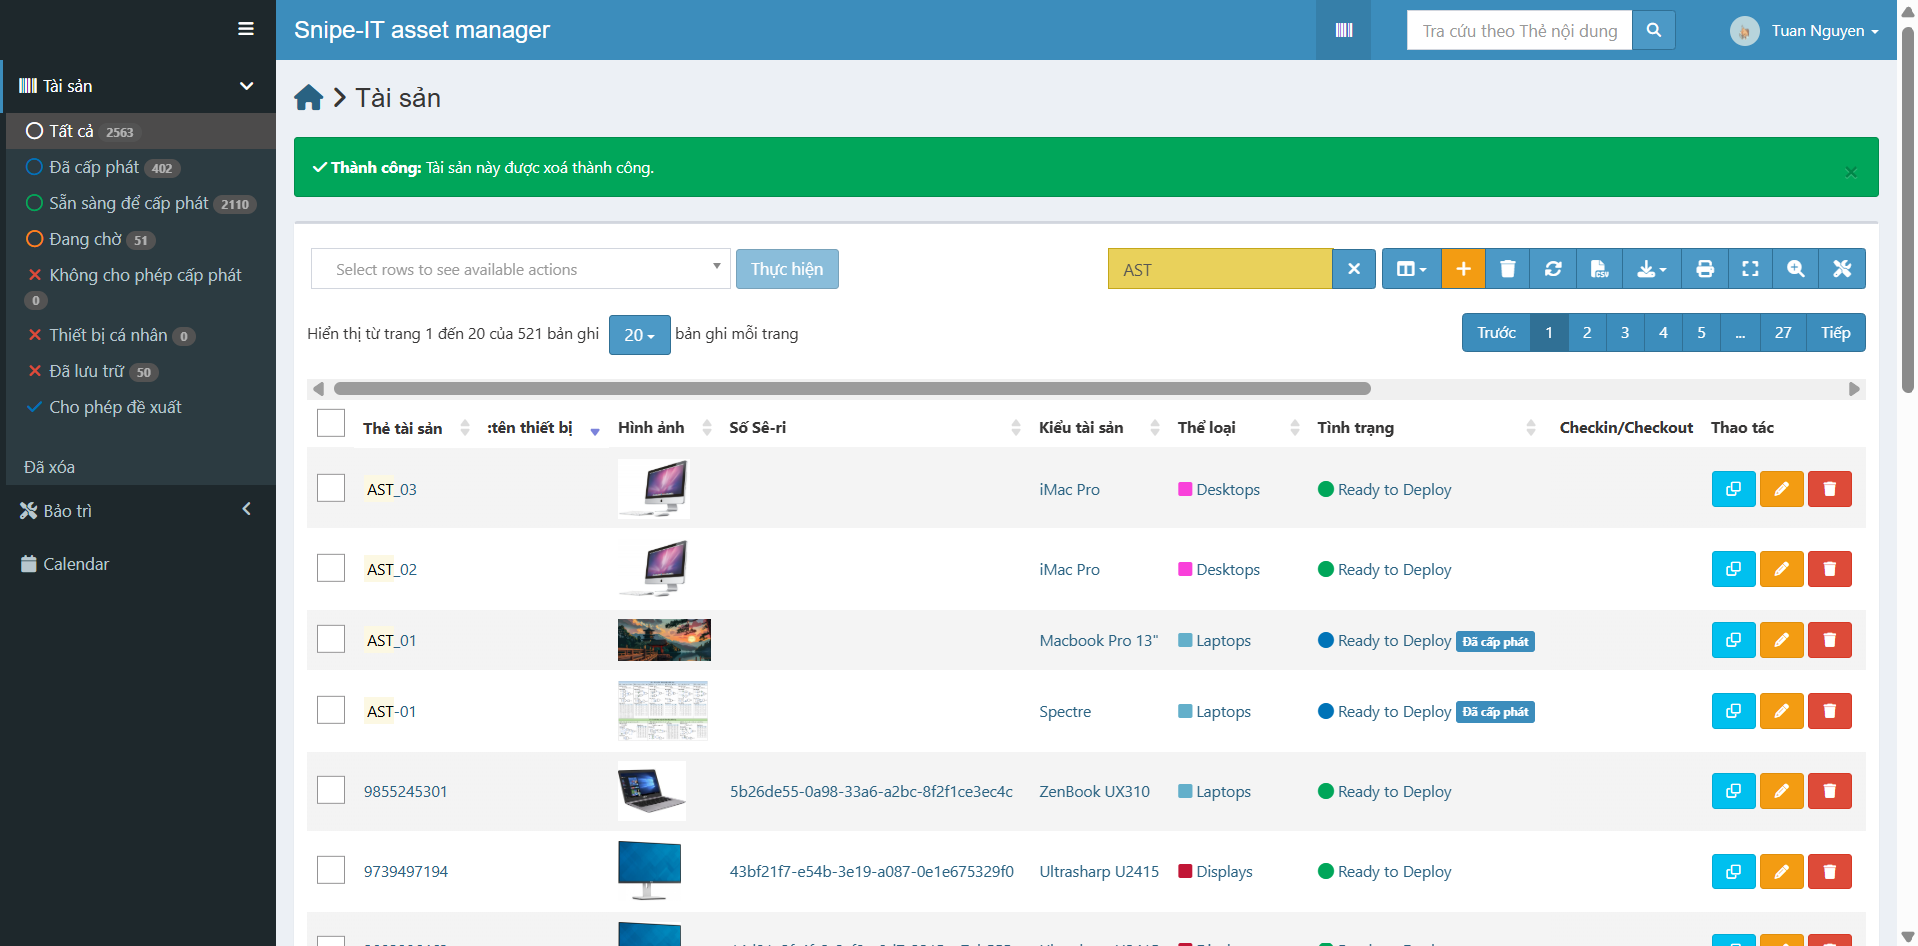 Snipe-IT asset manager
Tra cứu theo Thẻ nội dung
Tuan Nguyen
Tài sản
Tất cả 2563
Đã cấp phát 402
Sẵn sàng để cấp phát 2110
Đang chờ 51
Không cho phép cấp phát
0
Thiết bị cá nhân 0
Đã lưu trữ 50
Cho phép đề xuất
Đã xóa
Bảo trì
Calendar
Tài sản
Thành công: Tài sản này được xoá thành công.
×
Select rows to see available actions
Thực hiện
AST
CSV
Hiển thị từ trang 1 đến 20 của 521 bản ghi 20 bản ghi mỗi trang
Trước 1 2 3 4 5 ... 27 Tiếp
Thẻ tài sản :tên thiết bị Hình ảnh Số Sê-ri Kiểu tài sản Thể loại Tình trạng Checkin/Checkout Thao tác
AST_03 iMac Pro Desktops Ready to Deploy
AST_02 iMac Pro Desktops Ready to Deploy
AST_01 Macbook Pro 13" Laptops Ready to Deploy Đã cấp phát
AST-01 Spectre Laptops Ready to Deploy Đã cấp phát
9855245301 5b26de55-0a98-33a6-a2bc-8f2f1ce3ec4c ZenBook UX310 Laptops Ready to Deploy
9739497194 43bf21f7-e54b-3e19-a087-0e1e675329f0 Ultrasharp U2415 Displays Ready to Deploy